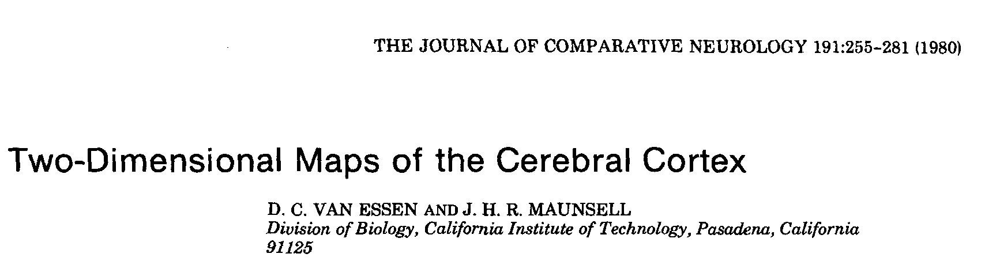 THE JOURNAL OF COMPARATIVE NEUROLOGY 191:255–281 (1980)
Two-Dimensional Maps of the Cerebral Cortex
D. C. VAN ESSEN AND J. H. R. MAUNSELL
Division of Biology, California Institute of Technology, Pasadena, California
91125